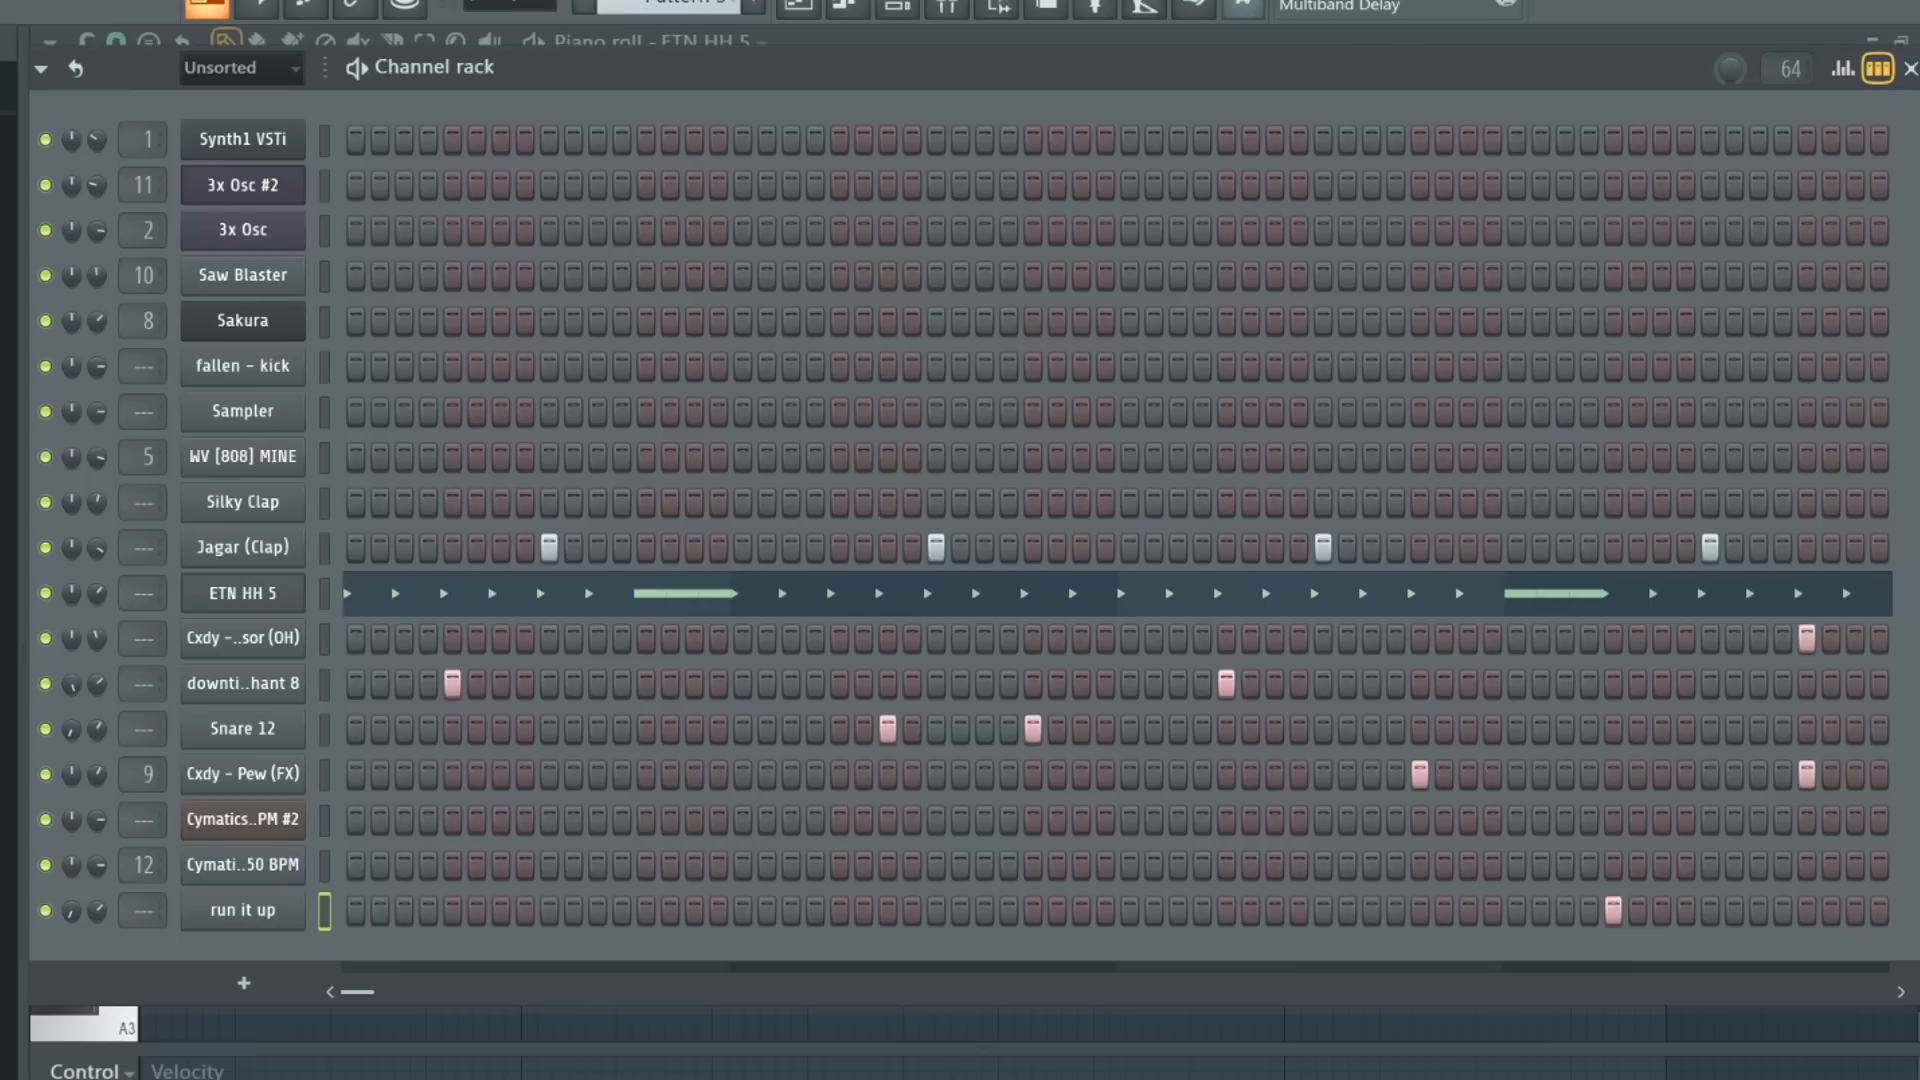 Multiband Delay
Piano roll - ETN HH 5
Unsorted
Channel rack
64
1 Synth1 VSTi
11 3x Osc #2
2 3x Osc
10 Saw Blaster
8 Sakura
--- fallen - kick
--- Sampler
5 WV [808] MINE
--- Silky Clap
--- Jagar (Clap)
--- ETN HH 5
--- Cxdy -..sor (OH)
--- downti..hant 8
--- Snare 12
9 Cxdy - Pew (FX)
--- Cymatics..PM #2
12 Cymati..50 BPM
--- run it up
A3
Control Velocity